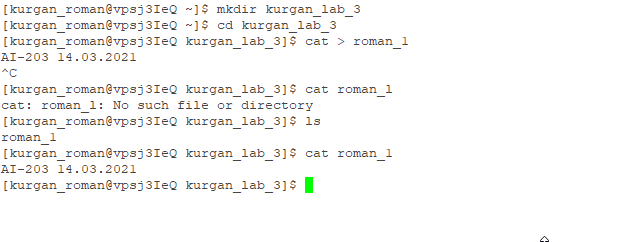 [kurgan_roman@vpsj3IeQ ~]$ mkdir kurgan_lab_3
[kurgan_roman@vpsj3IeQ ~]$ cd kurgan_lab_3
[kurgan_roman@vpsj3IeQ kurgan_lab_3]$ cat > roman_1
AI-203 14.03.2021
^C
[kurgan_roman@vpsj3IeQ kurgan_lab_3]$ cat roman_l
cat: roman_l: No such file or directory
[kurgan_roman@vpsj3IeQ kurgan_lab_3]$ ls
roman_1
[kurgan_roman@vpsj3IeQ kurgan_lab_3]$ cat roman_1
AI-203 14.03.2021
[kurgan_roman@vpsj3IeQ kurgan_lab_3]$